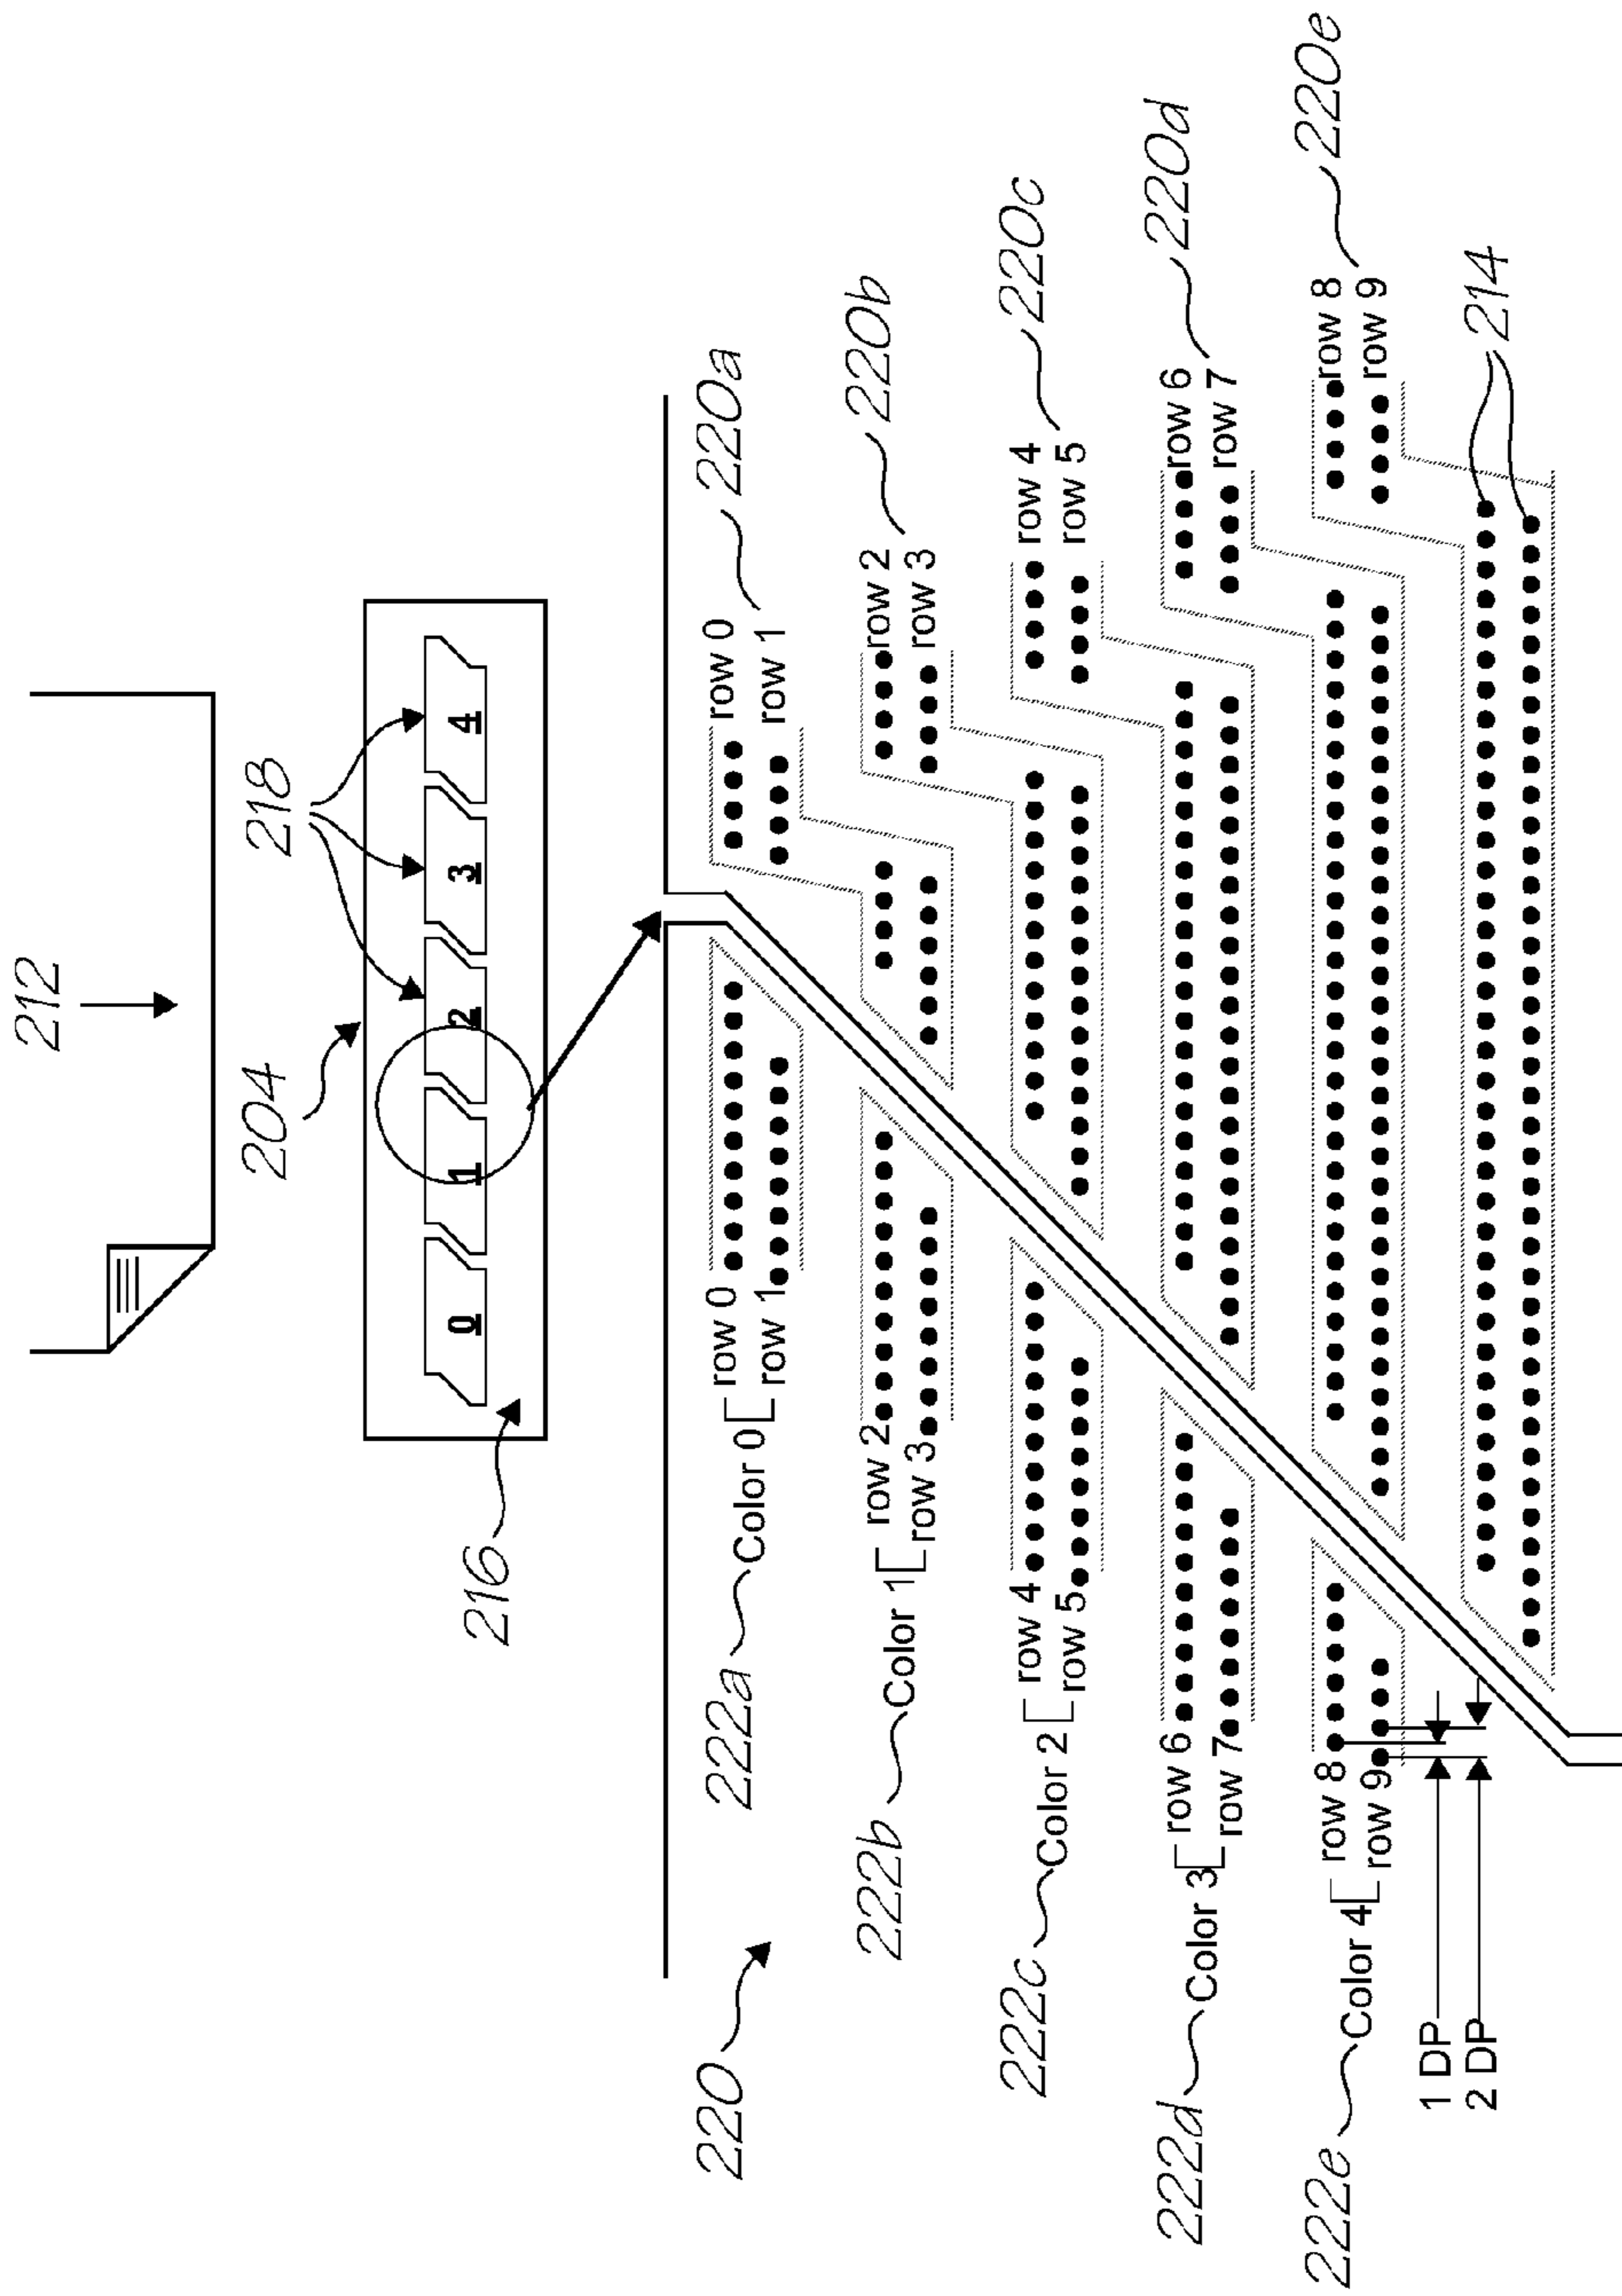 212
204
218
0
1
2
3
4
216
220
222a
Color 0
row 0
row 1
row 0
row 1
220a
222b
Color 1
row 2
row 3
row 2
row 3
220b
222c
Color 2
row 4
row 5
row 4
row 5
220c
222d
Color 3
row 6
row 7
row 6
row 7
220d
222e
Color 4
row 8
row 9
row 8
row 9
220e
1 DP
2 DP
214